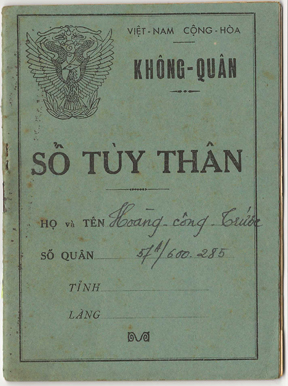 VIỆT-NAM CỘNG-HÒA
KHÔNG-QUÂN
SỔ TÙY THÂN
HỌ và TÊN Hoàng-công-Trước
SỐ QUÂN 57A/600-285
TỈNH
LÀNG